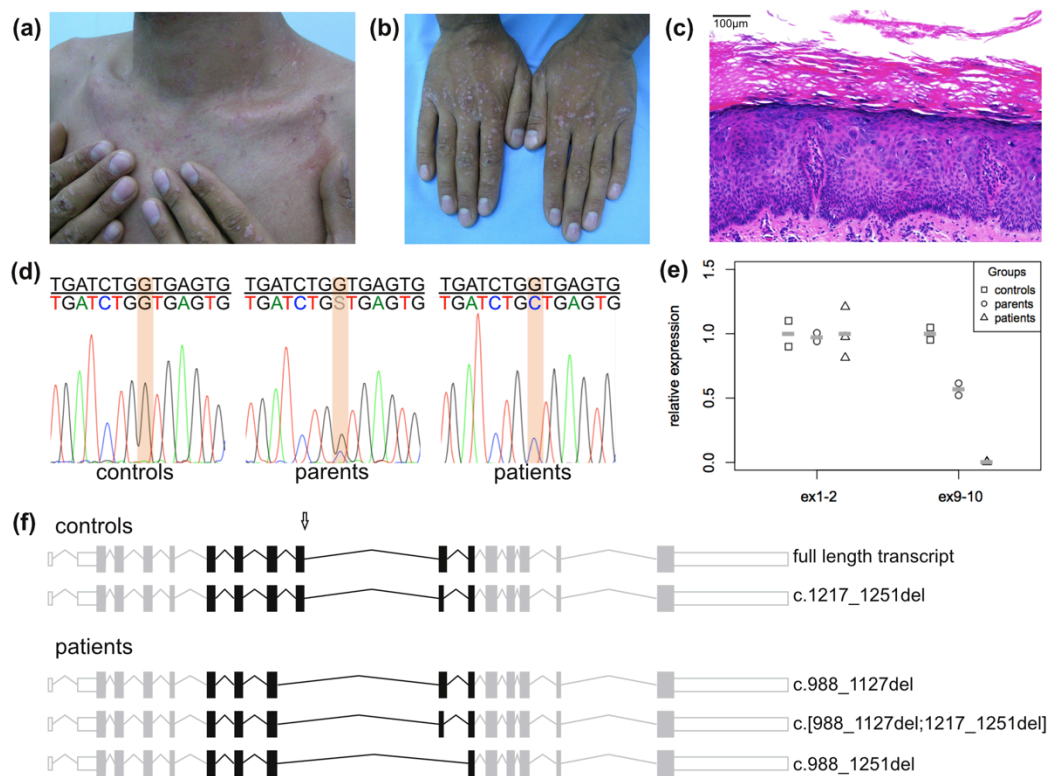 (a)
(b)
(c)
100µm
(d)
TGATCTGGTGAGTG TGATCTGGTGAGTG TGATCTGGTGAGTG
TGATCTGGTGAGTG TGATCTGSTGAGTG TGATCTGCTGAGTG
controls parents patients
(e)
relative expression
1.5
1.0
0.5
0.0
Groups
controls
parents
patients
ex1-2 ex9-10
(f)
controls
full length transcript
c.1217_1251del
patients
c.988_1127del
c.[988_1127del;1217_1251del]
c.988_1251del